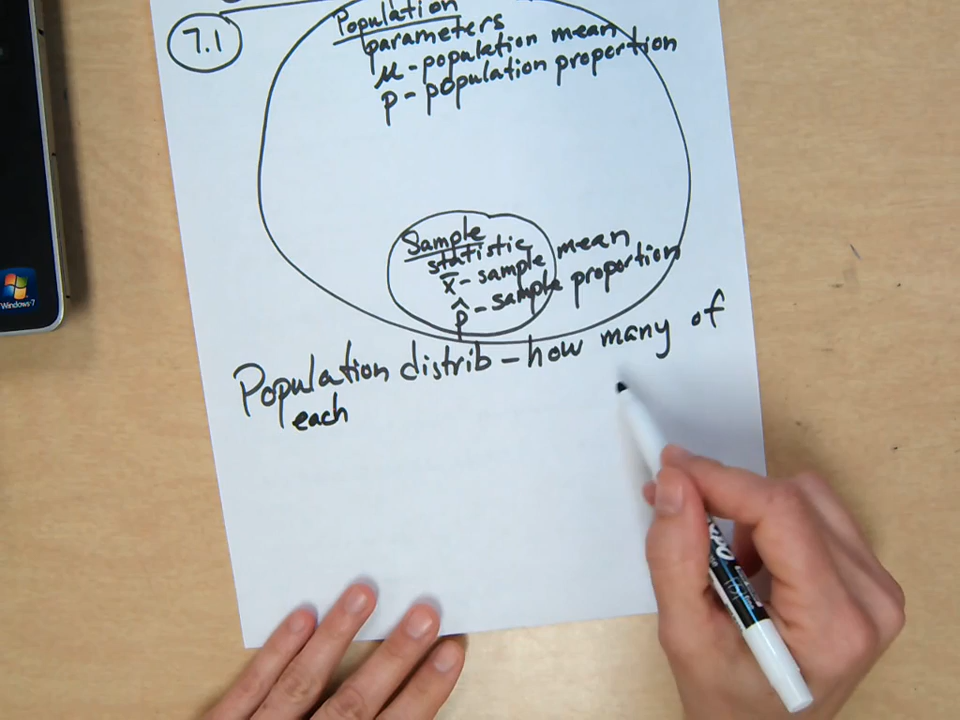 7.1
Population
parameters
μ - population mean
p - population proportion
Sample
statistic
x̄ - sample mean
p̂ - sample proportion
Population distrib - how many of
each
Windows 7